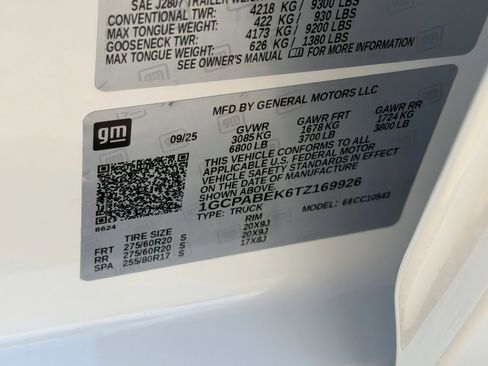 SAE J2807 TRAILER WEIGHT
4218 KG / 9300 LBS
CONVENTIONAL TWR: 422 KG / 930 LBS
MAX TONGUE WEIGHT: 4173 KG / 9200 LBS
GOOSENECK TWR: 626 KG / 1380 LBS
MAX TONGUE WEIGHT:
SEE OWNER'S MANUAL FOR MORE INFORMATION
gm
MFD BY GENERAL MOTORS LLC
09/25 GVWR GAWR FRT GAWR RR
3085 KG 1678 KG 1724 KG
6800 LB 3700 LB 3800 LB
THIS VEHICLE CONFORMS TO ALL
APPLICABLE U.S. FEDERAL MOTOR
VEHICLE SAFETY STANDARDS IN
EFFECT ON THE DATE OF MANUFACTURE
SHOWN ABOVE.
1GCPABEK6TZ169926
TYPE: TRUCK MODEL:
8624
TIRE SIZE RIM
FRT 275/60R20 S 20X9J
RR 275/60R20 S 20X9J
SPA 255/80R17 S 17X8J